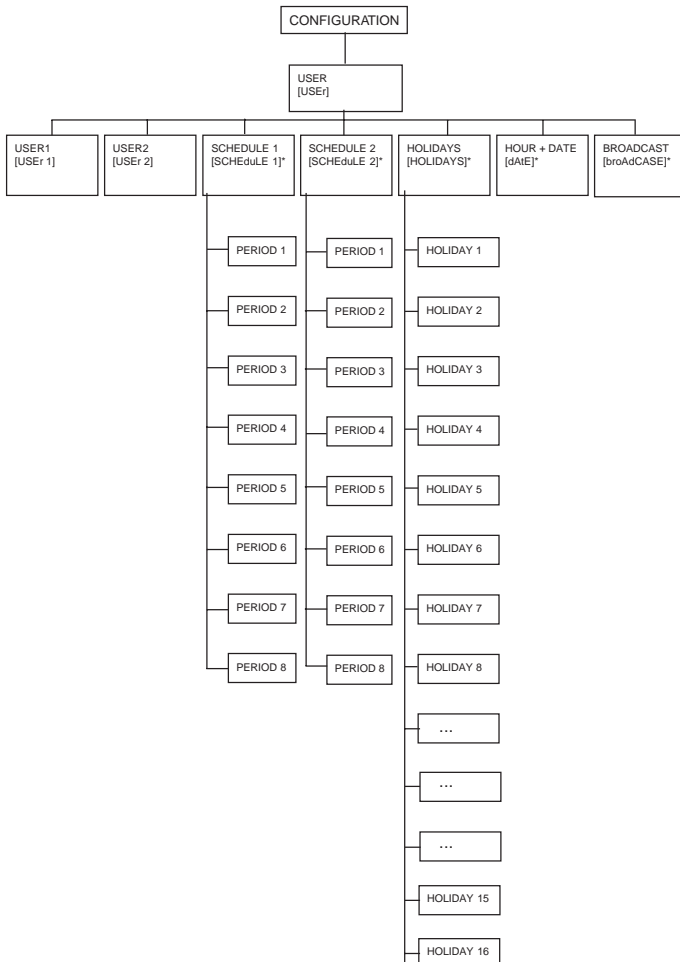 CONFIGURATION
USER
[USEr]
USER1
[USEr 1]
USER2
[USEr 2]
SCHEDULE 1
[SCHEduLE 1]*
SCHEDULE 2
[SCHEduLE 2]*
HOLIDAYS
[HOLIDAYS]*
HOUR + DATE
[dAtE]*
BROADCAST
[broAdCASE]*
PERIOD 1
PERIOD 1
HOLIDAY 1
PERIOD 2
PERIOD 2
HOLIDAY 2
PERIOD 3
PERIOD 3
HOLIDAY 3
PERIOD 4
PERIOD 4
HOLIDAY 4
PERIOD 5
PERIOD 5
HOLIDAY 5
PERIOD 6
PERIOD 6
HOLIDAY 6
PERIOD 7
PERIOD 7
HOLIDAY 7
PERIOD 8
PERIOD 8
HOLIDAY 8
...
...
...
HOLIDAY 15
HOLIDAY 16